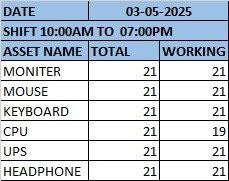 DATE 03-05-2025
SHIFT 10:00AM TO 07:00PM
ASSET NAME TOTAL WORKING
MONITER 21 21
MOUSE 21 21
KEYBOARD 21 21
CPU 21 19
UPS 21 21
HEADPHONE 21 21